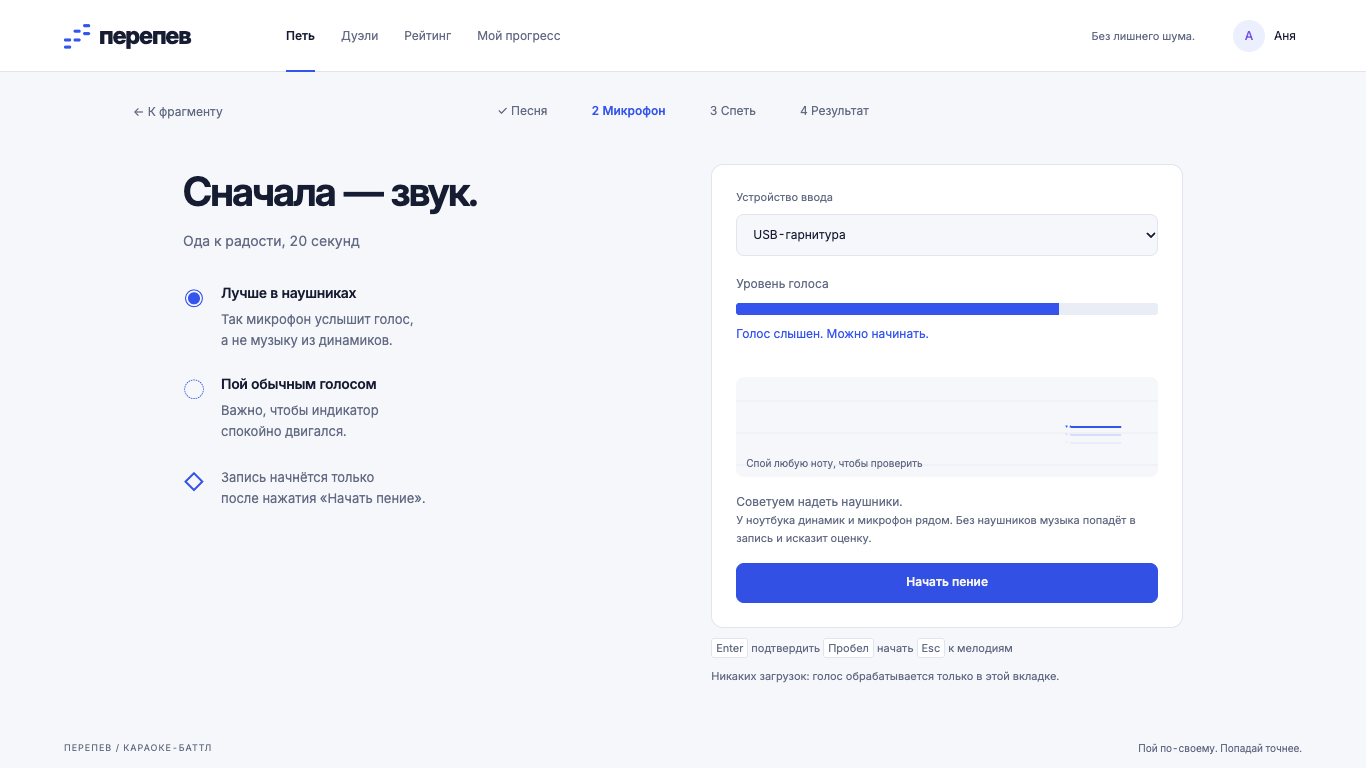 перепев
Петь
Дуэли
Рейтинг
Мой прогресс
Без лишнего шума.
А
Аня
← К фрагменту
✓ Песня
2 Микрофон
3 Спеть
4 Результат
Сначала — звук.
Ода к радости, 20 секунд
Лучше в наушниках
Так микрофон услышит голос,
а не музыку из динамиков.
Пой обычным голосом
Важно, чтобы индикатор
спокойно двигался.
Запись начнётся только
после нажатия «Начать пение».
Устройство ввода
USB-гарнитура
Уровень голоса
Голос слышен. Можно начинать.
Спой любую ноту, чтобы проверить
Советуем надеть наушники.
У ноутбука динамик и микрофон рядом. Без наушников музыка попадёт в
запись и исказит оценку.
Начать пение
Enter подтвердить Пробел начать Esc к мелодиям
Никаких загрузок: голос обрабатывается только в этой вкладке.
ПЕРЕПЕВ / КАРАОКЕ-БАТТЛ
Пой по-своему. Попадай точнее.